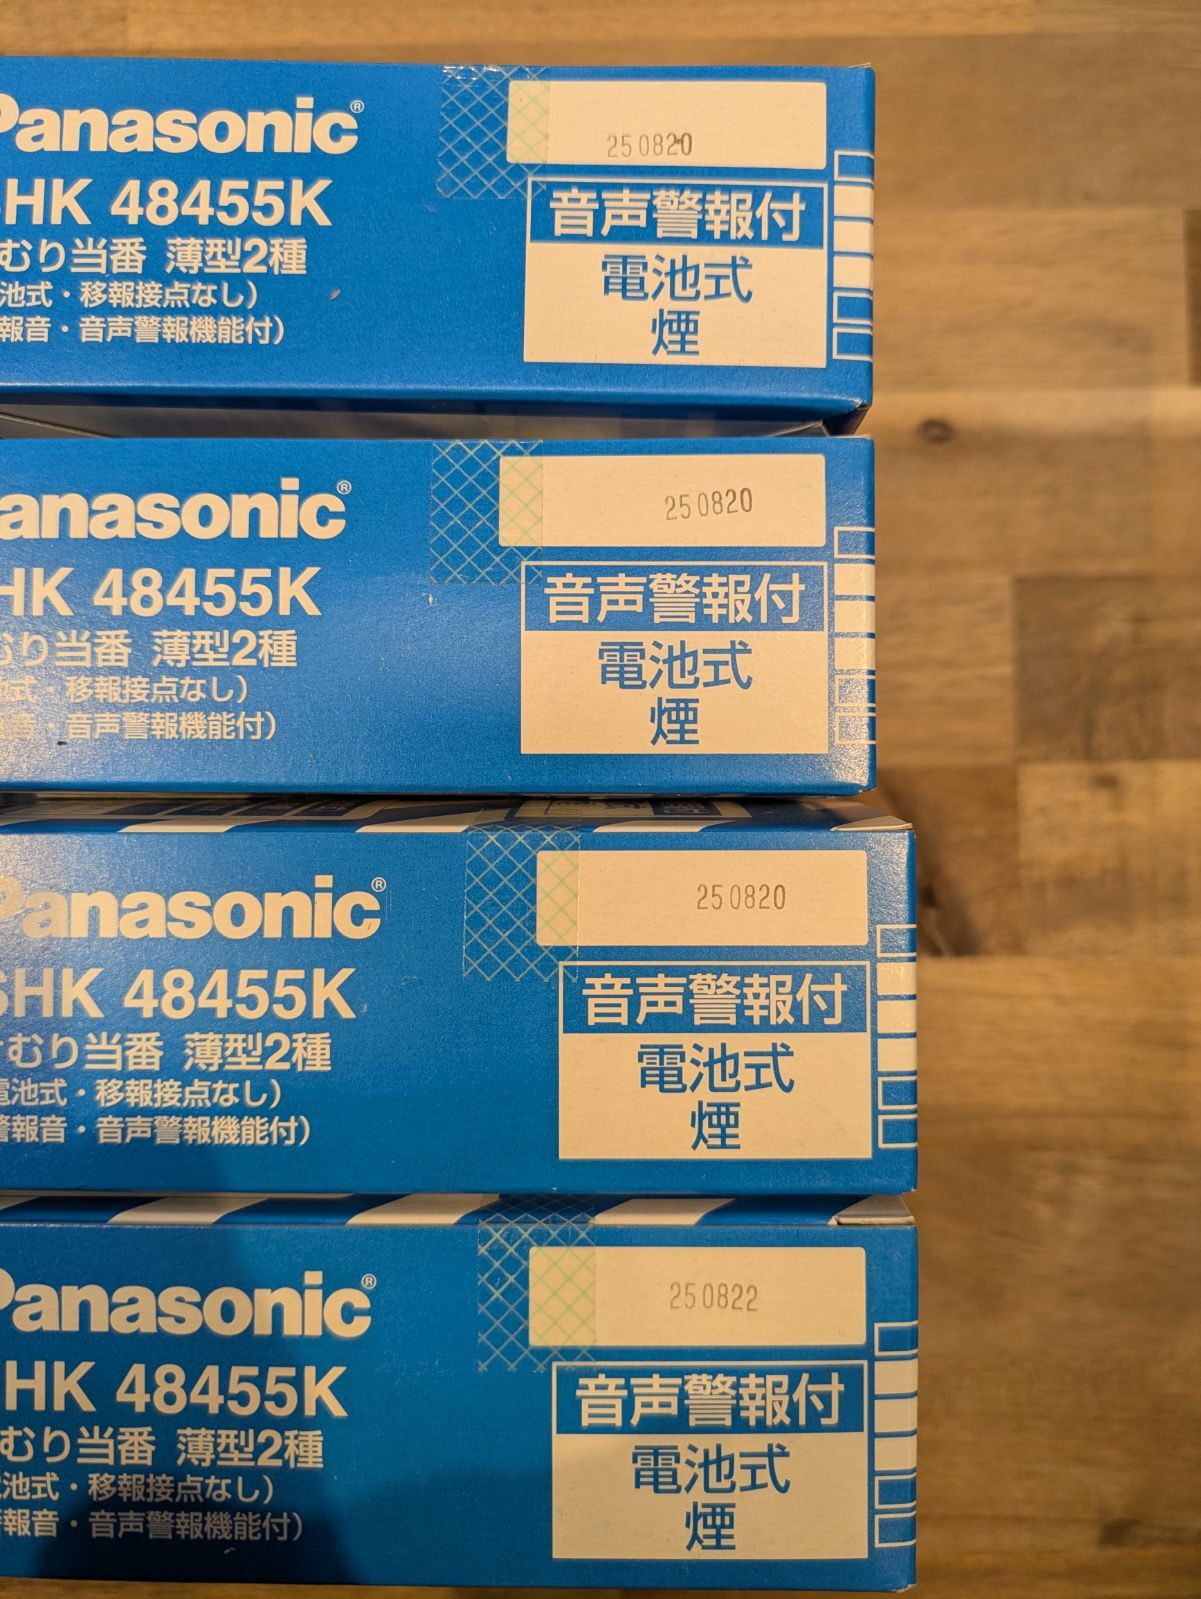 Panasonic®
250820
SHK 48455K
むり当番 薄型2種
池式・移報接点なし）
報音・音声警報機能付）
音声警報付
電池式
煙
anasonic®
250820
HK 48455K
むり当番 薄型2種
式・移報接点なし）
音・音声警報機能付）
音声警報付
電池式
煙
Panasonic®
250820
SHK 48455K
むり当番 薄型2種
電池式・移報接点なし）
警報音・音声警報機能付）
音声警報付
電池式
煙
Panasonic®
250822
HK 48455K
むり当番 薄型2種
池式・移報接点なし）
報音・音声警報機能付）
音声警報付
電池式
煙